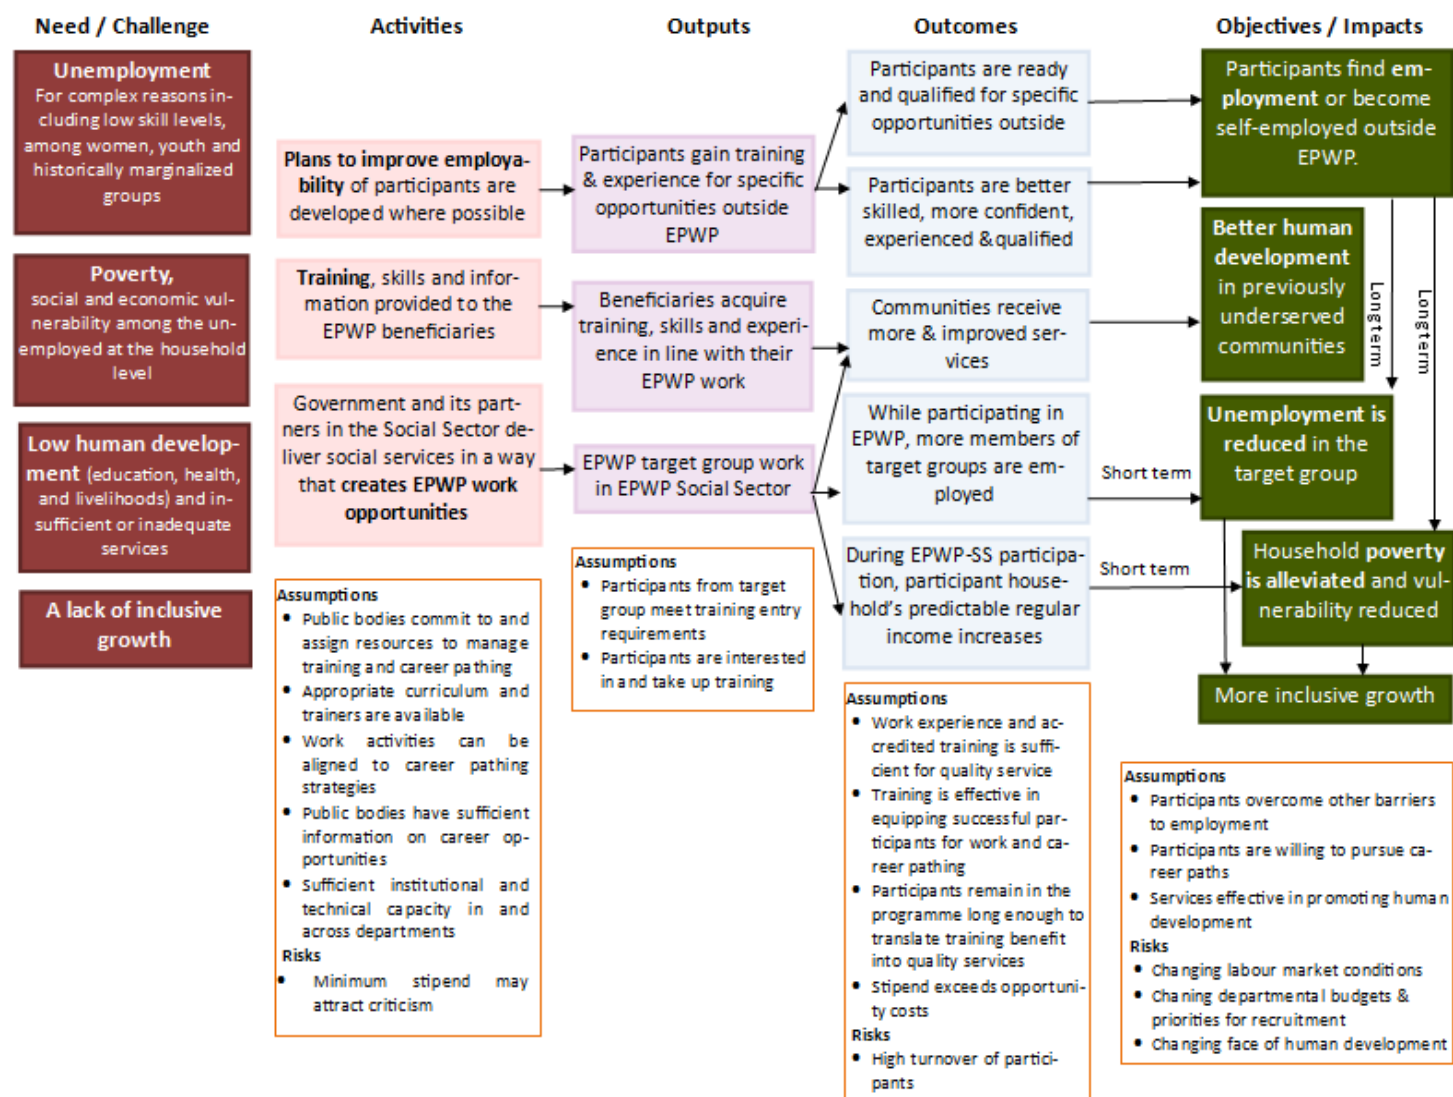 Need / Challenge
Activities
Outputs
Outcomes
Objectives / Impacts
Unemployment
For complex reasons in-
cluding low skill levels,
among women, youth and
historically marginalized
groups
Poverty,
social and economic vul-
nerability among the un-
employed at the household
level
Low human develop-
ment (education, health,
and livelihoods) and in-
sufficient or inadequate
services
A lack of inclusive
growth
Plans to improve employa-
bility of participants are
developed where possible
Training, skills and infor-
mation provided to the
EPWP beneficiaries
Government and its part-
ners in the Social Sector de-
liver social services in a way
that creates EPWP work
opportunities
Assumptions
• Public bodies commit to and
assign resources to manage
training and career pathing
• Appropriate curriculum and
trainers are available
• Work activities can be
aligned to career pathing
strategies
• Public bodies have sufficient
information on career op-
portunities
• Sufficient institutional and
technical capacity in and
across departments
Risks
• Minimum stipend may
attract criticism
Participants gain training
& experience for specific
opportunities outside
EPWP
Beneficiaries acquire
training, skills and experi-
ence in line with their
EPWP work
EPWP target group work
in EPWP Social Sector
Assumptions
• Participants from target
group meet training entry
requirements
• Participants are interested
in and take up training
Participants are ready
and qualified for specific
opportunities outside
Participants are better
skilled, more confident,
experienced & qualified
Communities receive
more & improved ser-
vices
While participating in
EPWP, more members of
target groups are em-
ployed
During EPWP-SS participa-
tion, participant house-
hold's predictable regular
income increases
Assumptions
• Work experience and ac-
credited training is suffi-
cient for quality service
• Training is effective in
equipping successful par-
ticipants for work and ca-
reer pathing
• Participants remain in the
programme long enough to
translate training benefit
into quality services
• Stipend exceeds opportuni-
ty costs
Risks
• High turnover of partici-
pants
Short term
Short term
Participants find em-
ployment or become
self-employed outside
EPWP.
Better human
development
in previously
underserved
communities
Long term
Long term
Unemployment is
reduced in the
target group
Household poverty
is alleviated and vul-
nerability reduced
More inclusive growth
Assumptions
• Participants overcome other barriers
to employment
• Participants are willing to pursue ca-
reer paths
• Services effective in promoting human
development
Risks
• Changing labour market conditions
• Chaning departmental budgets &
priorities for recruitment
• Changing face of human development